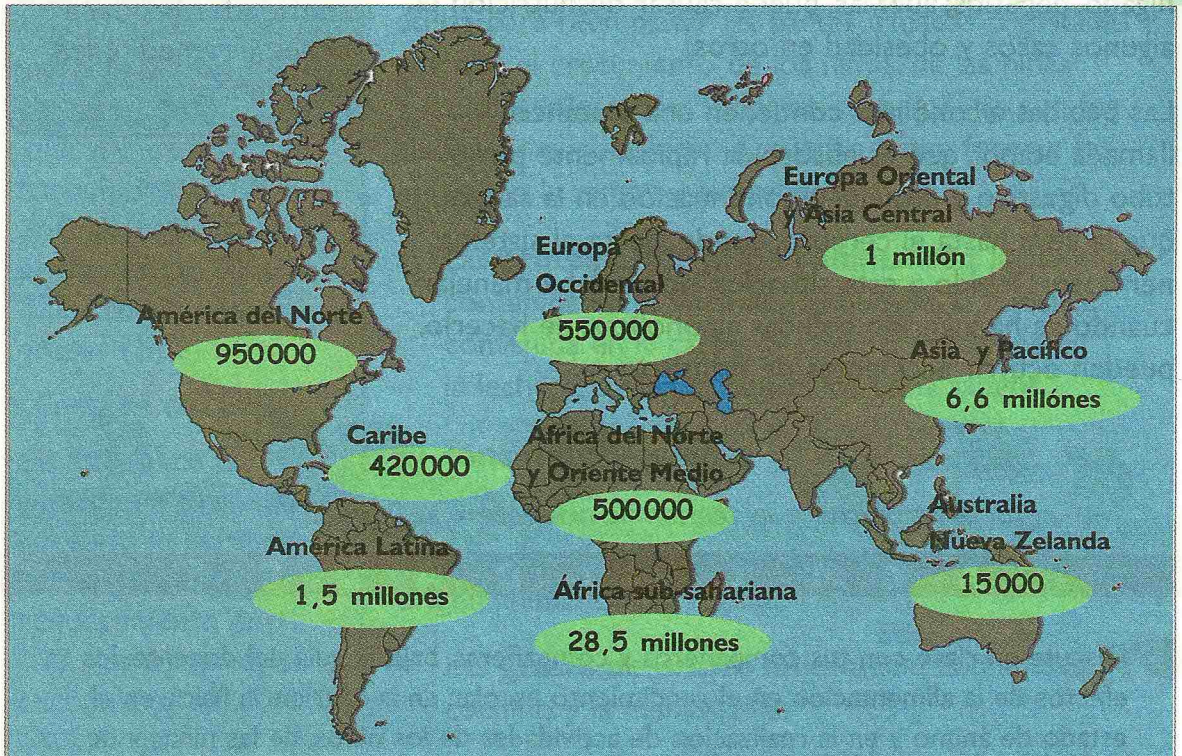 Europa Oriental
y Asia Central
1 millón
Europa
Occidental
550000
América del Norte
950000
Asia y Pacífico
6,6 millónes
Caribe
420000
África del Norte
y Oriente Medio
500000
Australia
Nueva Zelanda
15000
América Latina
1,5 millones
África sub-sahariana
28,5 millones